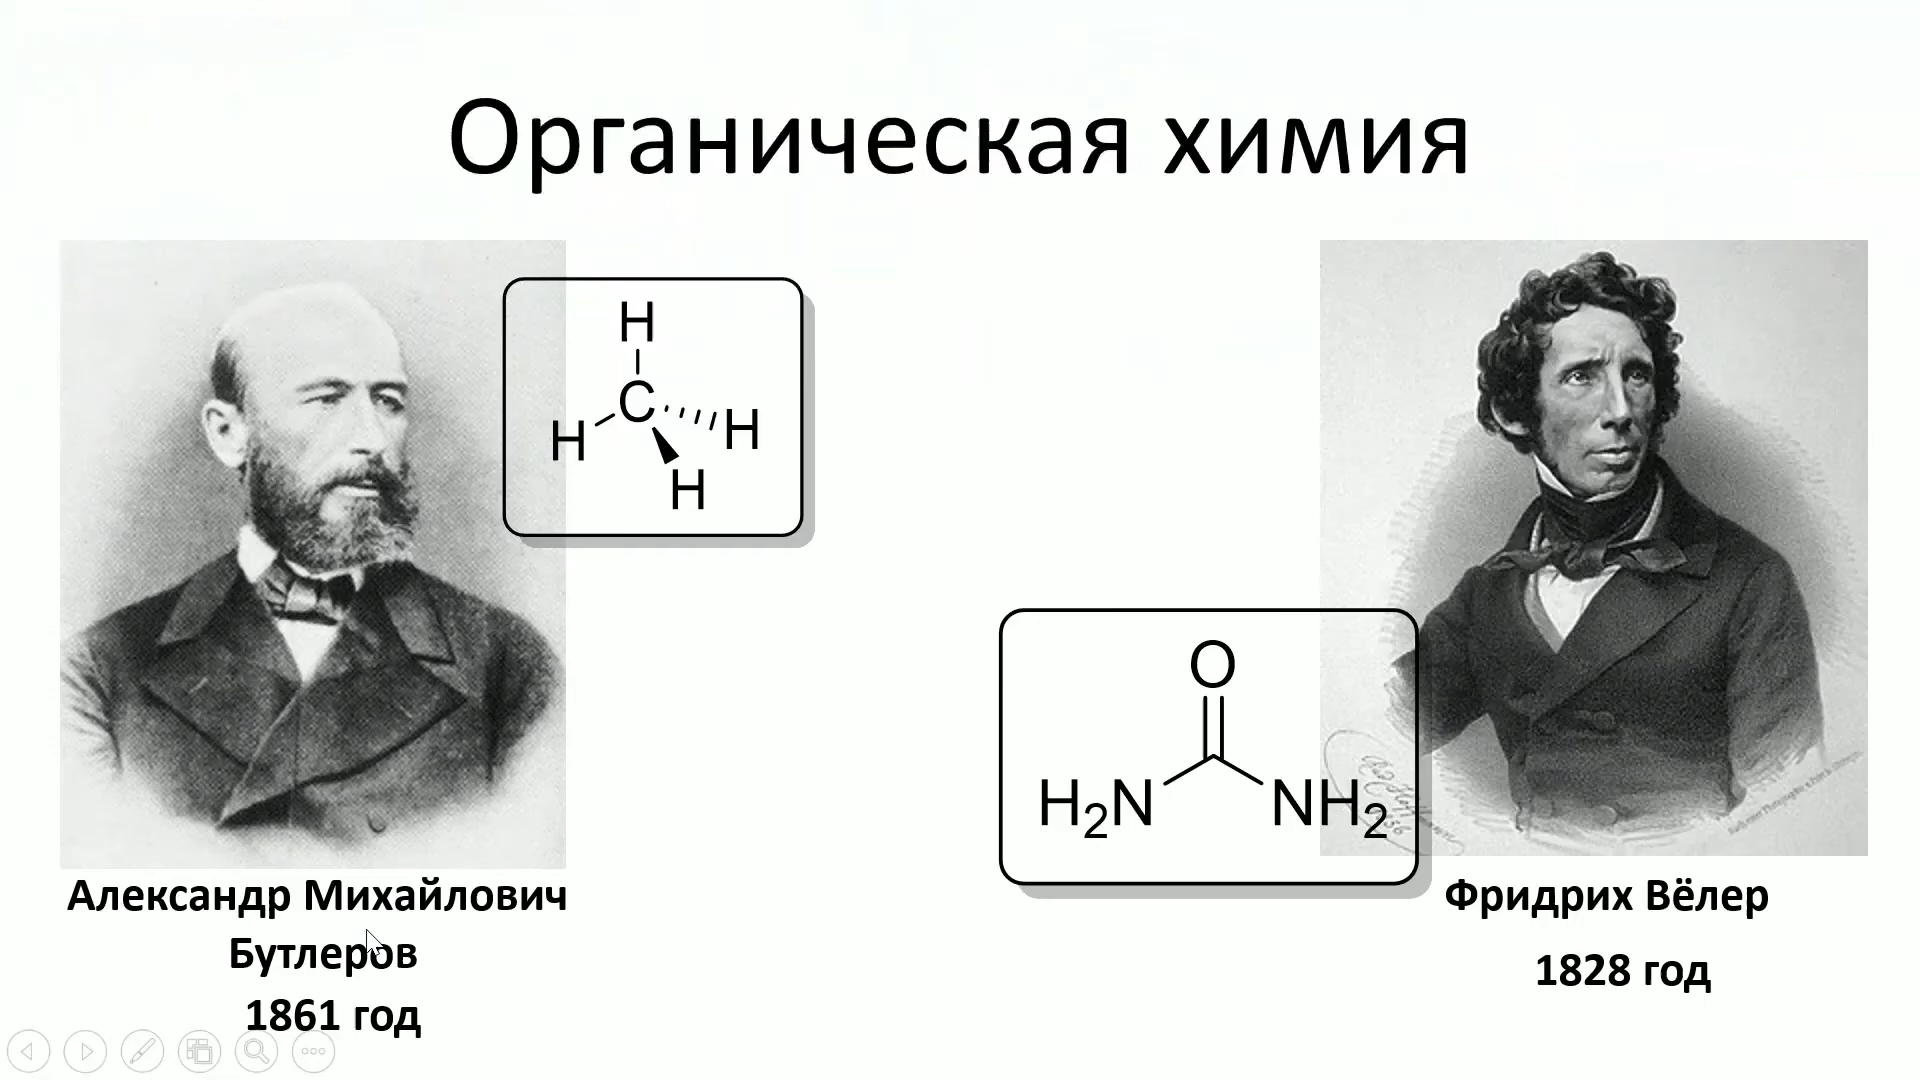 Органическая химия
H
C
H
H
H
O
H₂N
NH₂
Александр Михайлович
Бутлеров
1861 год
Фридрих Вёлер
1828 год